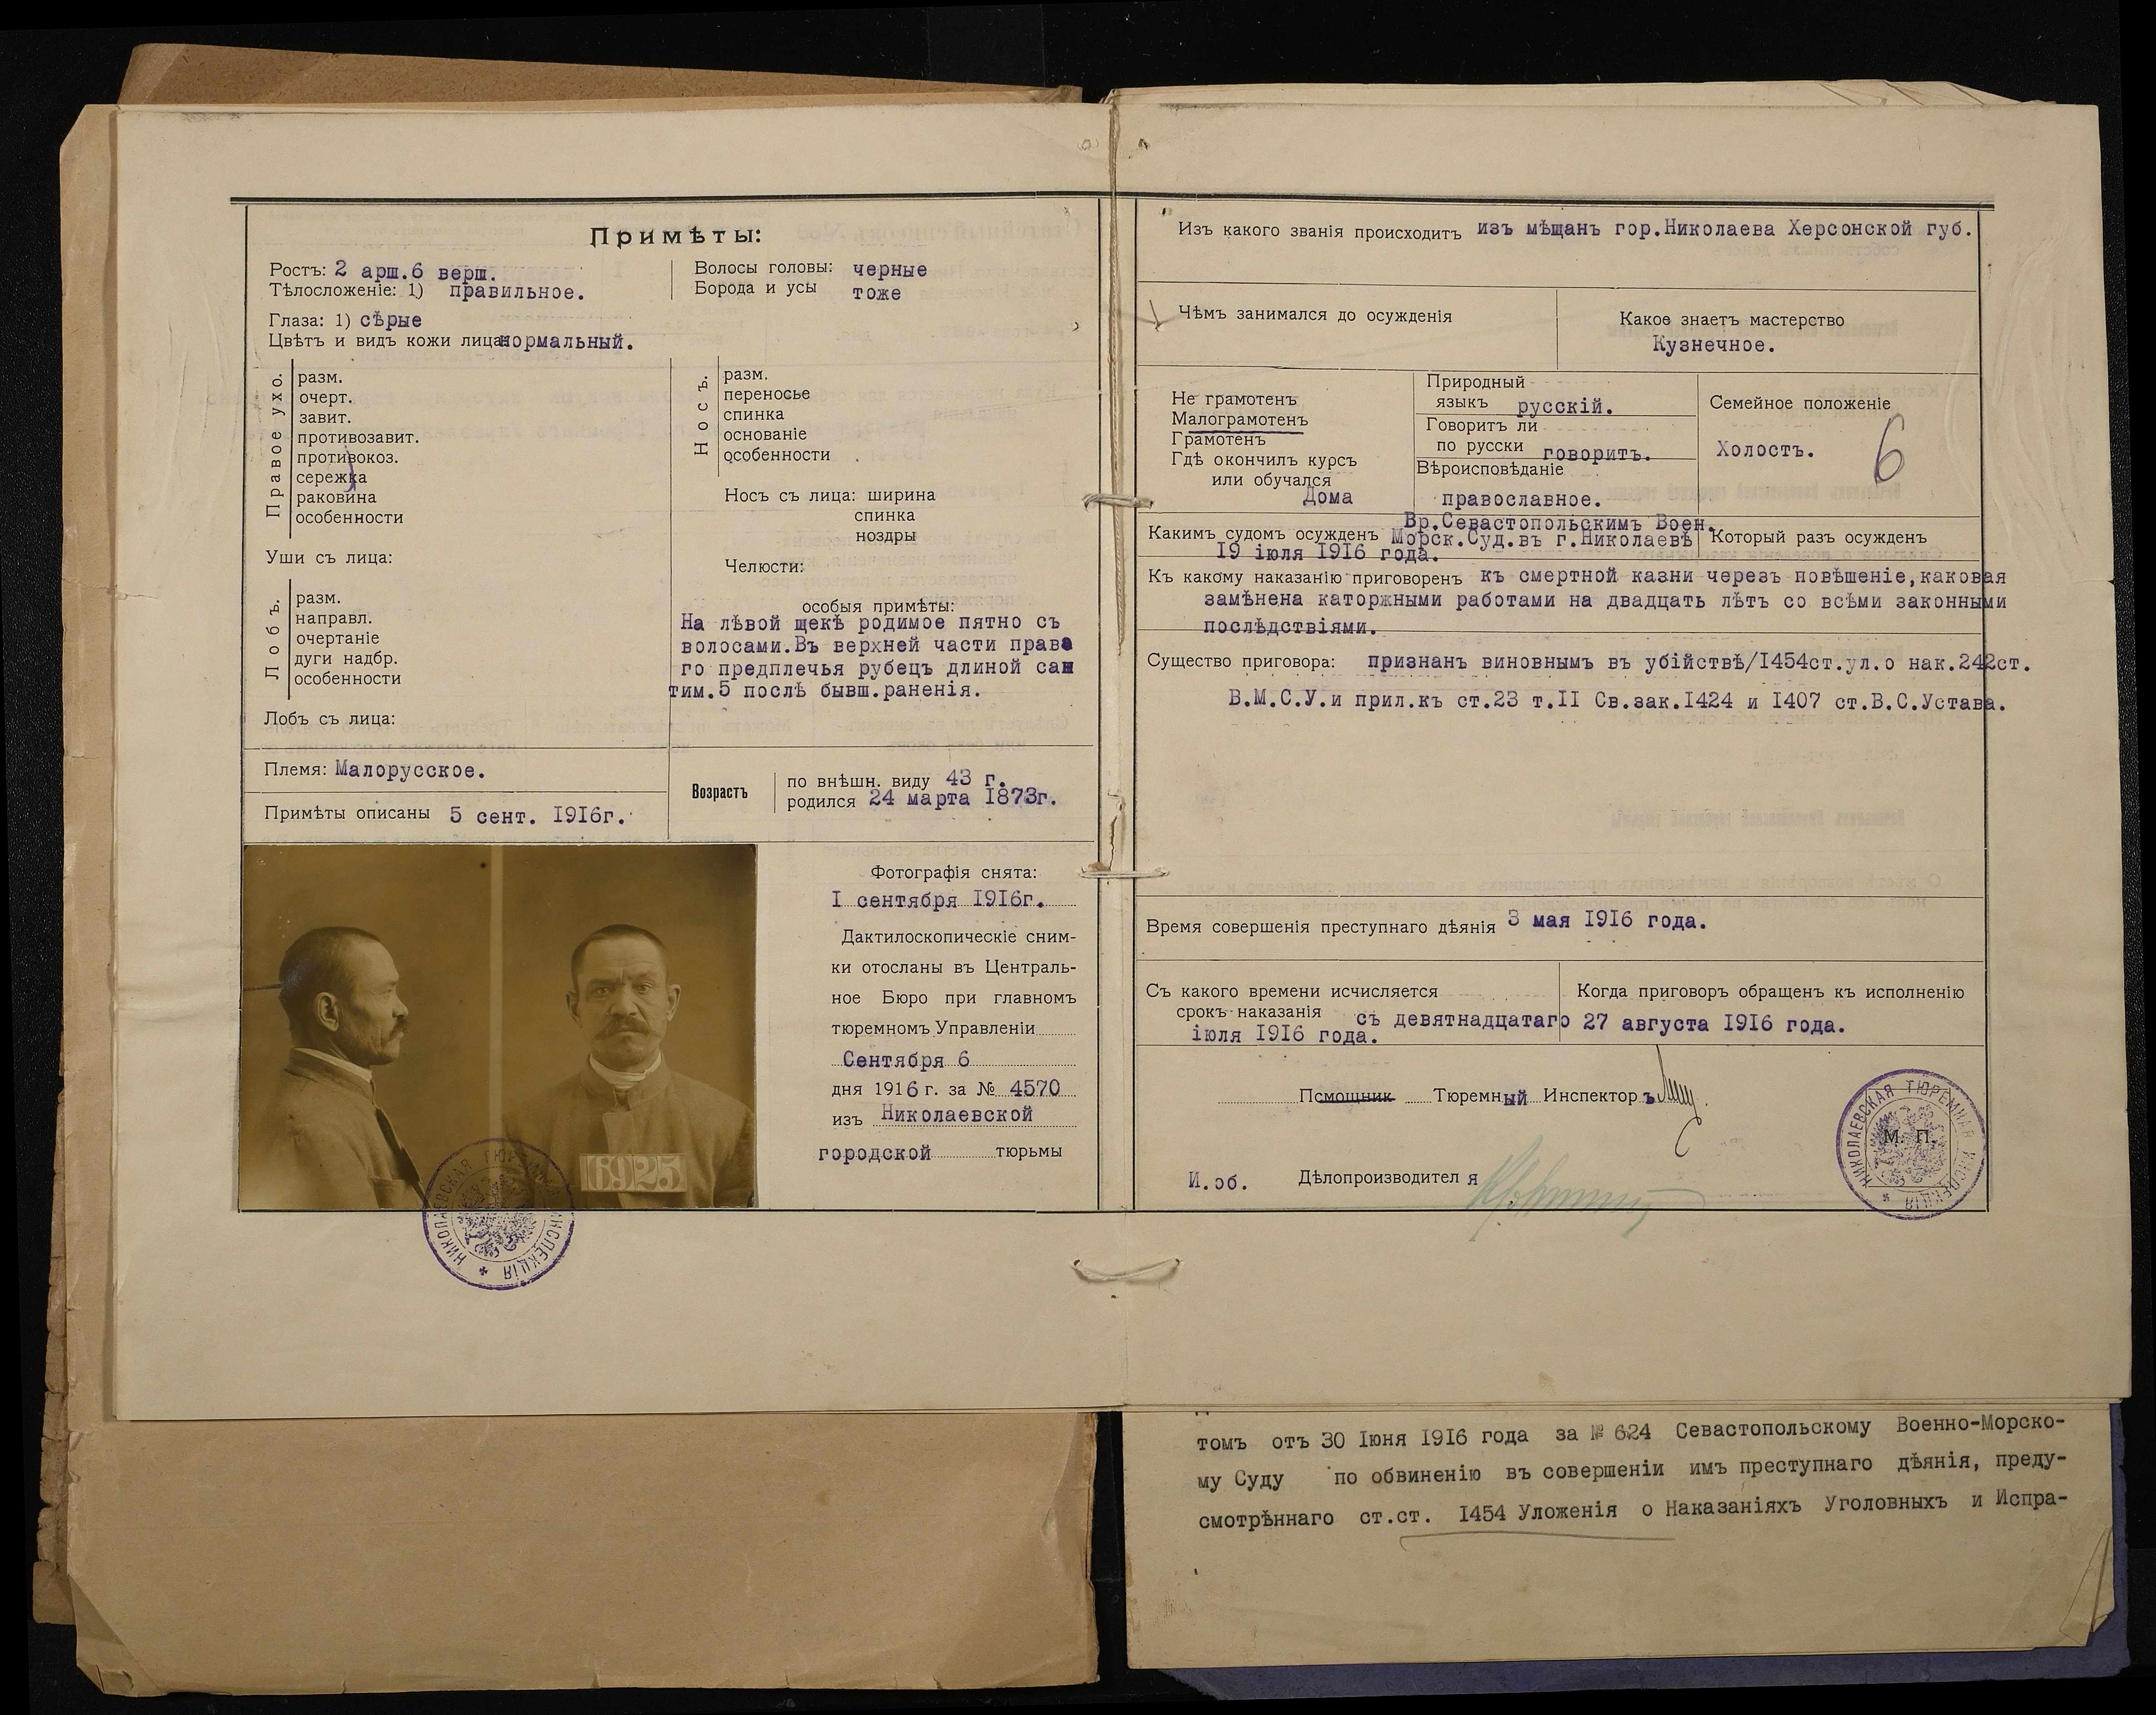 Примѣты:
Ростъ: 2 арш.6 верш.
Тѣлосложеніе: 1) правильное.
Волосы головы: черные
Борода и усы тоже
Глаза: 1) сѣрые
Цвѣтъ и видъ кожи лица нормальный.
Правое ухо.
разм.
очерт.
завит.
противозавит.
противокоз.
сережка
раковина
особенности
Уши съ лица:
Лобъ.
разм.
направл.
очертаніе
дуги надбр.
особенности
Лобъ съ лица:
Носъ.
разм.
переносье
спинка
основаніе
особенности
Носъ съ лица: ширина
спинка
ноздры
Челюсти:
особыя примѣты:
На лѣвой щекѣ родимое пятно съ
волосами.Въ верхней части права
го предплечья рубецъ длиной сан
тим.5 послѣ бывш.раненія.
Племя: Малорусское.
Примѣты описаны 5 сент. 1916г.
Возрастъ
по внѣшн. виду 43 г.
родился 24 марта 1873г.
6925
НИКОЛАЕВСКАЯ ТЮРЕМНАЯ ИНСПЕКЦІЯ
Фотографія снята:
1 сентября 1916г.
Дактилоскопическіе сним-
ки отосланы въ Централь-
ное Бюро при главномъ
тюремномъ Управленіи
Сентября 6
дня 1916 г. за № 4570
изъ Николаевской
городской тюрьмы
Изъ какого званія происходитъ изъ мѣщанъ гор.Николаева Херсонской губ.
Чѣмъ занимался до осужденія
Какое знаетъ мастерство
Кузнечное.
Не грамотенъ
Малограмотенъ
Грамотенъ
Гдѣ окончилъ курсъ
или обучался
Дома
Природный
языкъ русскій.
Говоритъ ли
по русски говоритъ.
Вѣроисповѣданіе
православное.
Семейное положеніе
Холостъ.
6
Вр.Севастопольскимъ Воен.
Какимъ судомъ осужденъ Морск.Суд.въ г.Николаевѣ
19 іюля 1916 года.
Который разъ осужденъ
Къ какому наказанію приговоренъ къ смертной казни черезъ повѣшеніе,каковая
замѣнена каторжными работами на двадцать лѣтъ со всѣми законными
послѣдствіями.
Существо приговора: признанъ виновнымъ въ убійствѣ/1454ст.ул.о нак.242ст.
В.М.С.У.и прил.къ ст.23 т.II Св.зак.1424 и 1407 ст.В.С.Устава.
Время совершенія преступнаго дѣянія 3 мая 1916 года.
Съ какого времени исчисляется
срокъ наказанія съ девятнадцатаго
іюля 1916 года.
Когда приговоръ обращенъ къ исполненію
27 августа 1916 года.
Помощник Тюремный Инспекторъ
М. П.
НИКОЛАЕВСКАЯ ТЮРЕМНАЯ ИНСПЕКЦІЯ
И.об. Дѣлопроизводителя
томъ отъ 30 Іюня 1916 года за № 624 Севастопольскому Военно-Морско-
му Суду по обвиненію въ совершеніи имъ преступнаго дѣянія, преду-
смотрѣннаго ст.ст. 1454 Уложенія о Наказаніяхъ Уголовныхъ и Испра-